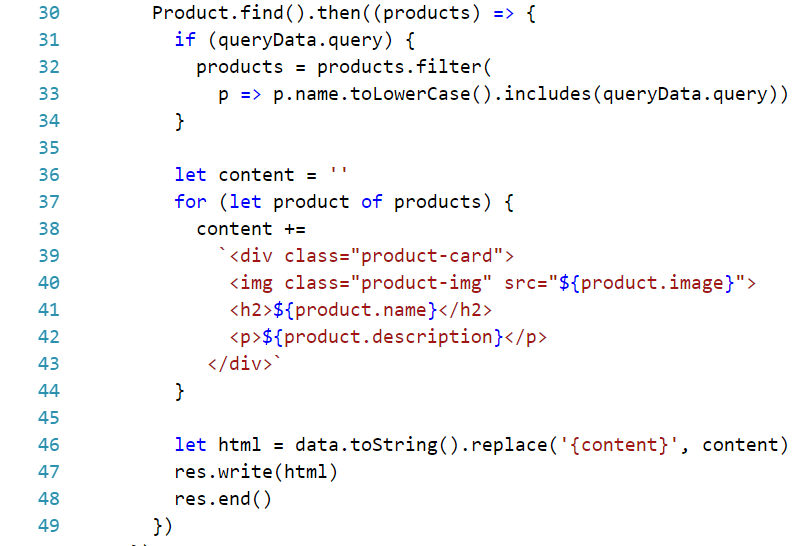 30 Product.find().then((products) => {
31 if (queryData.query) {
32 products = products.filter(
33 p => p.name.toLowerCase().includes(queryData.query))
34 }
35
36 let content = ''
37 for (let product of products) {
38 content +=
39 `<div class="product-card">
40 <img class="product-img" src="${product.image}">
41 <h2>${product.name}</h2>
42 <p>${product.description}</p>
43 </div>`
44 }
45
46 let html = data.toString().replace('{content}', content)
47 res.write(html)
48 res.end()
49 })